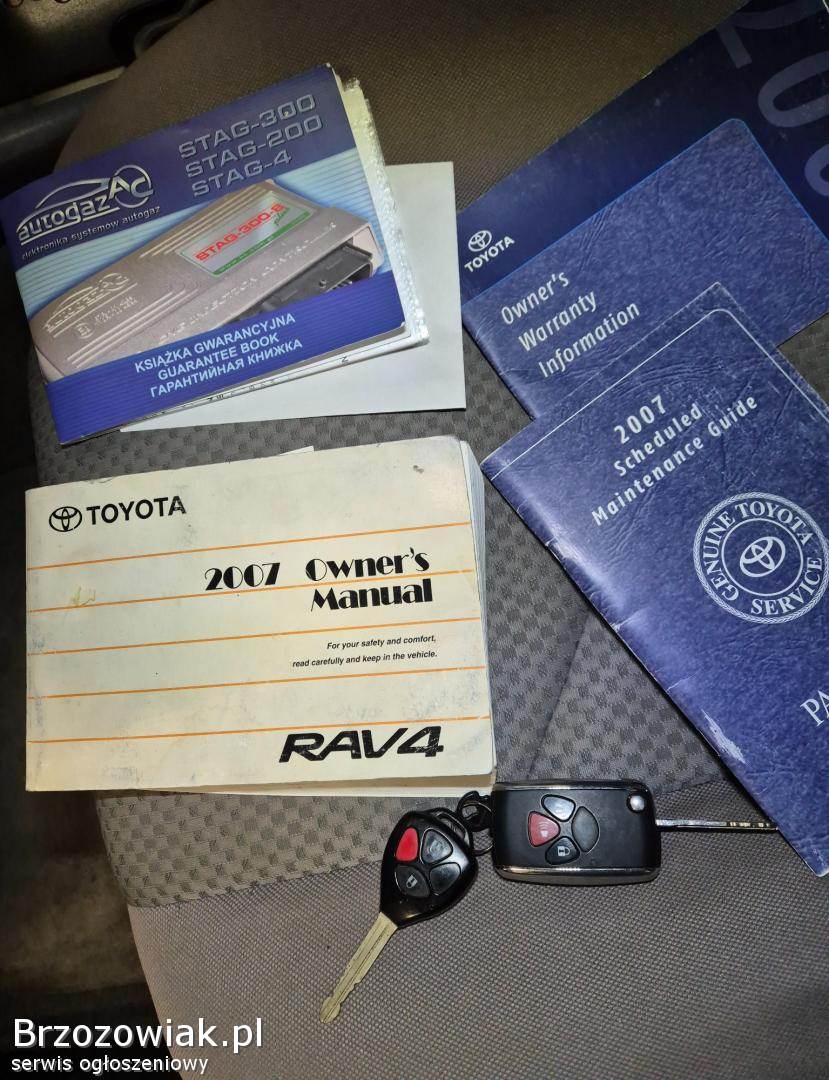 STAG-300
STAG-200
STAG-4
autogaz AC
elektronika systemow autogaz
STAG-300-8
KSIĄŻKA GWARANCYJNA
GUARANTEE BOOK
ГАРАНТИЙНАЯ КНИЖКА
TOYOTA
Owner's
Warranty
Information
2007
Scheduled
Maintenance Guide
GENUINE TOYOTA
SERVICE
TOYOTA
2007 Owner's
Manual
For your safety and comfort,
read carefully and keep in the vehicle.
RAV4
Brzozowiak.pl
serwis ogłoszeniowy